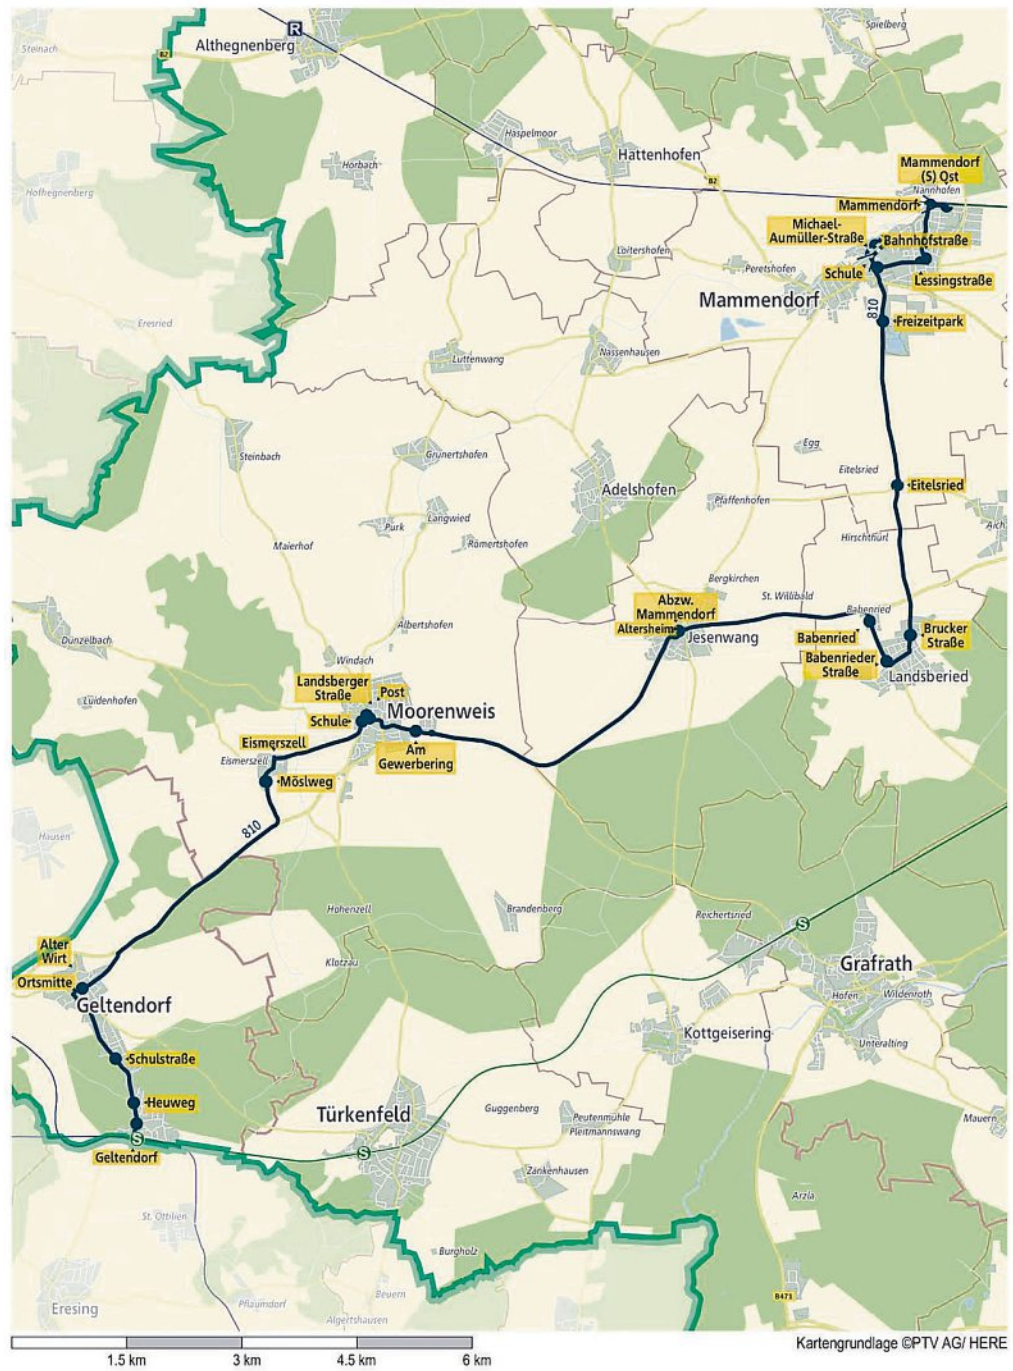 Spielberg
R
Althegnenberg
Steinach
B2
Haspelmoor
Hattenhofen
Horbach
Mammendorf
(S) Ost
B2
Nannhofen
Hofhegnenberg
Mammendorf
Michael-
Aumüller-Straße
Bahnhofstraße
Loitershofen
Peretshofen
Schule
Lessingstraße
Mammendorf
810
Freizeitpark
Eresried
Luttenwang
Nassenhausen
Steinbach
Grunertshofen
Egg
Eitelsried
Adelshofen
Eitelsried
Pfaffenhofen
Langwied
Purk
Aich
Hirschthürl
Maierhof
Römertshofen
Bergkirchen
St. Willibald
Abzw.
Mammendorf
Babenried
Albertshofen
Altersheim
Jesenwang
Babenried
Brucker
Straße
Dünzelbach
Windach
Babenrieder
Straße
Landsberied
Landsberger
Straße
Post
Luidenhofen
Moorenweis
Schule
Eismerszell
Am
Gewerbering
Eismerszell
Möslweg
810
Hausen
Hohenzell
Brandenberg
Reichertsried
S
Alter
Wirt
Klotzau
Grafrath
Ortsmitte
Geltendorf
Höfen
Wildenroth
Kottgeisering
Unteralting
Schulstraße
Heuweg
Türkenfeld
Guggenberg
Peutenmühle
Pleitmannswang
Mauern
S
S
Geltendorf
Zankenhausen
Arzla
St. Ottilien
Burgholz
Eresing
Pflaumdorf
Beuern
B471
Algertshausen
Kartengrundlage ©PTV AG/ HERE
1.5 km
3 km
4.5 km
6 km